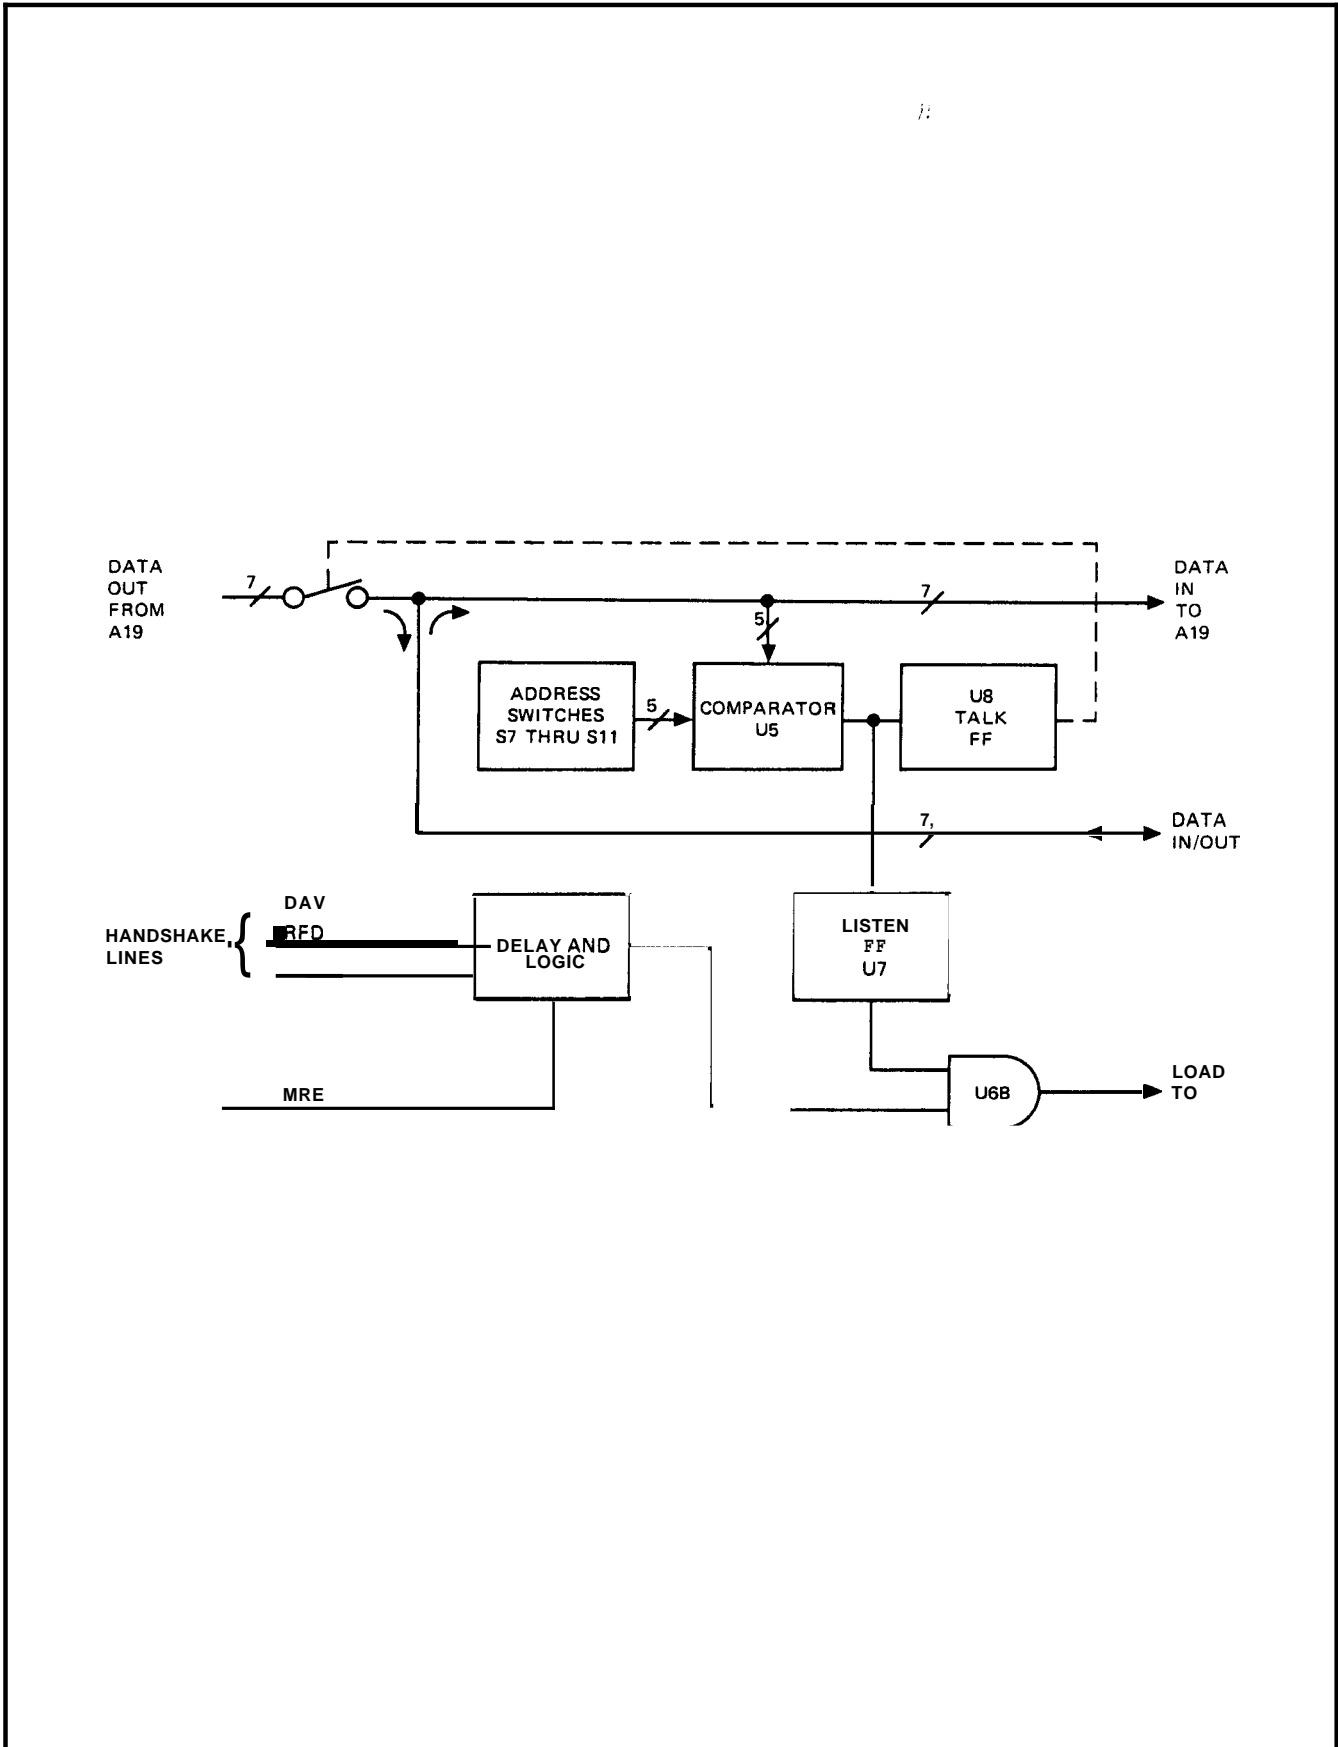 DATA
OUT
FROM
A19
7
5
7
DATA
IN
TO
A19
ADDRESS
SWITCHES
S7 THRU S11
5
COMPARATOR
U5
U8
TALK
FF
7,
DATA
IN/OUT
HANDSHAKE
LINES
DAV
RFD
DELAY AND
LOGIC
LISTEN
FF
U7
MRE
U6B
LOAD
TO